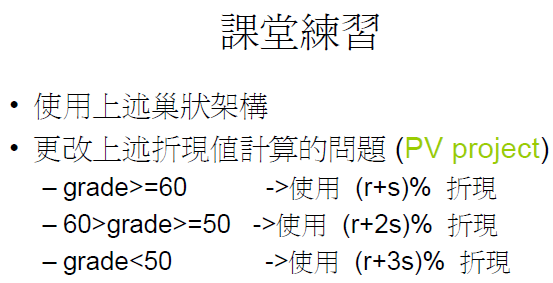 課堂練習
• 使用上述巢狀架構
• 更改上述折現值計算的問題 (PV project)
– grade>=60 ->使用 (r+s)% 折現
– 60>grade>=50 ->使用 (r+2s)% 折現
– grade<50 ->使用 (r+3s)% 折現